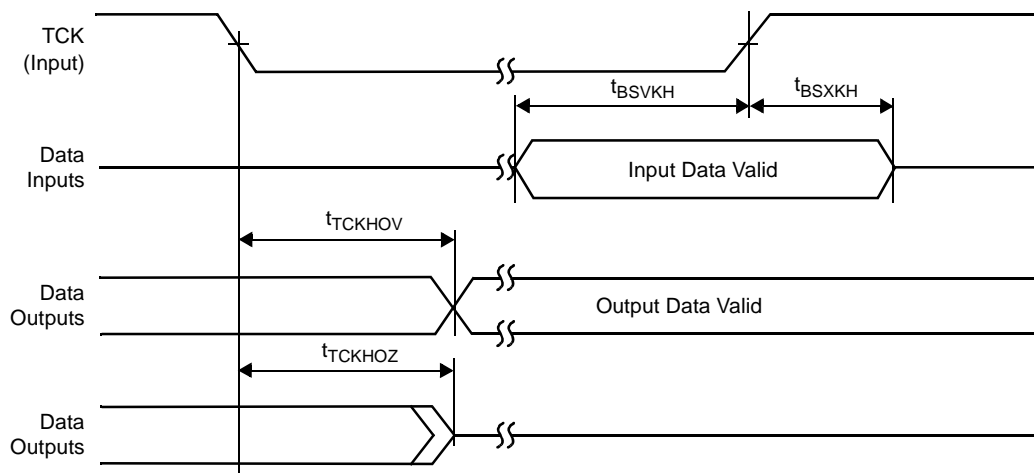 TCK
(Input)
tBSVKH
tBSXKH
Data
Inputs
Input Data Valid
tTCKHOV
Data
Outputs
Output Data Valid
tTCKHOZ
Data
Outputs